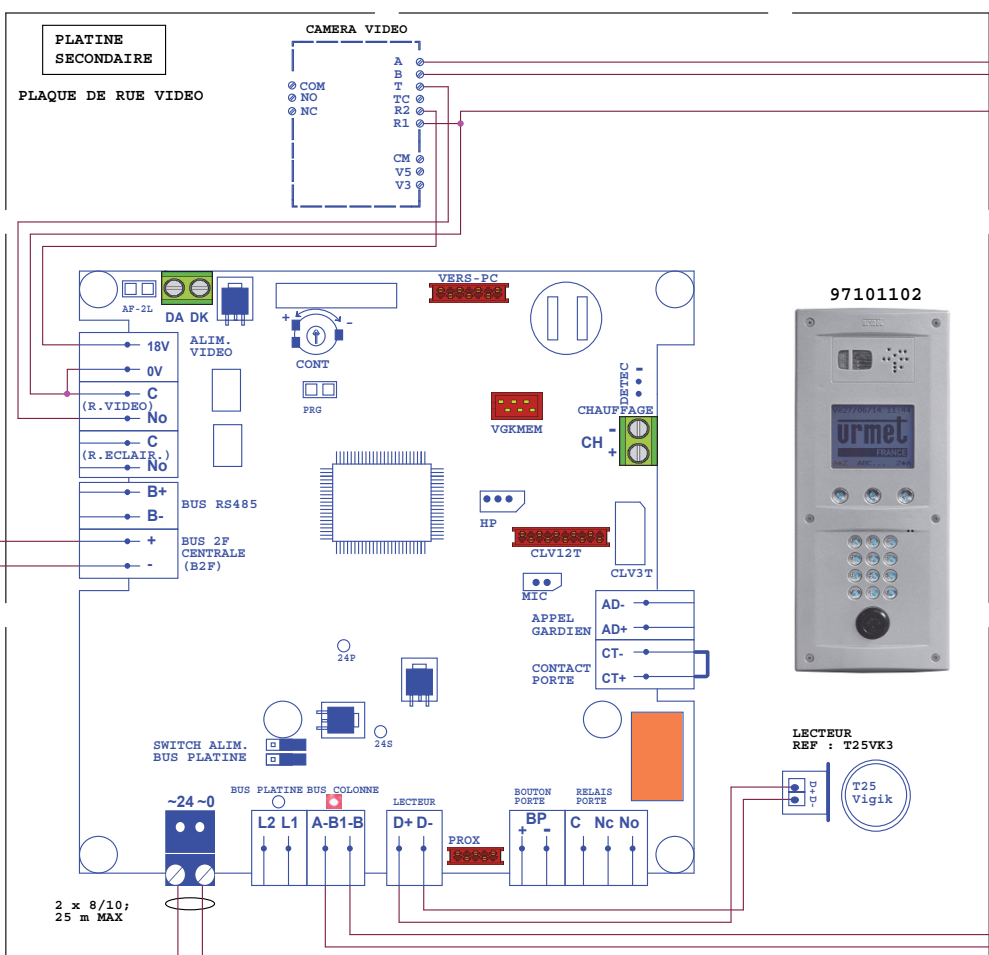 PLATINE
SECONDAIRE
PLAQUE DE RUE VIDEO
CAMERA VIDEO
A
B
COM
T
NO
TC
NC
R2
R1
CM
V5
V3
AF-2L
DA DK
VERS-PC
97101102
ALIM.
VIDEO
18V
0V
+ -
CONT
PRG
C
(R.VIDEO)
No
C
(R.ECLAIR.)
No
DETEC
CHAUFFAGE
VGKMEM
CH
-
+
urmet
FRANCE
B+
BUS RS485
B-
+
BUS 2F
CENTRALE
(B2F)
-
HP
CLV12T
CLV3T
MIC
AD-
APPEL
GARDIEN
AD+
CT-
CONTACT
PORTE
CT+
24P
24S
SWITCH ALIM.
BUS PLATINE
LECTEUR
REF : T25VK3
D+D-
T25
Vigik
~24 ~0
BUS PLATINE
BUS COLONNE
LECTEUR
BOUTON
PORTE
RELAIS
PORTE
L2 L1
A-B1-B
D+ D-
PROX
BP
+ -
C Nc No
2 x 8/10;
25 m MAX